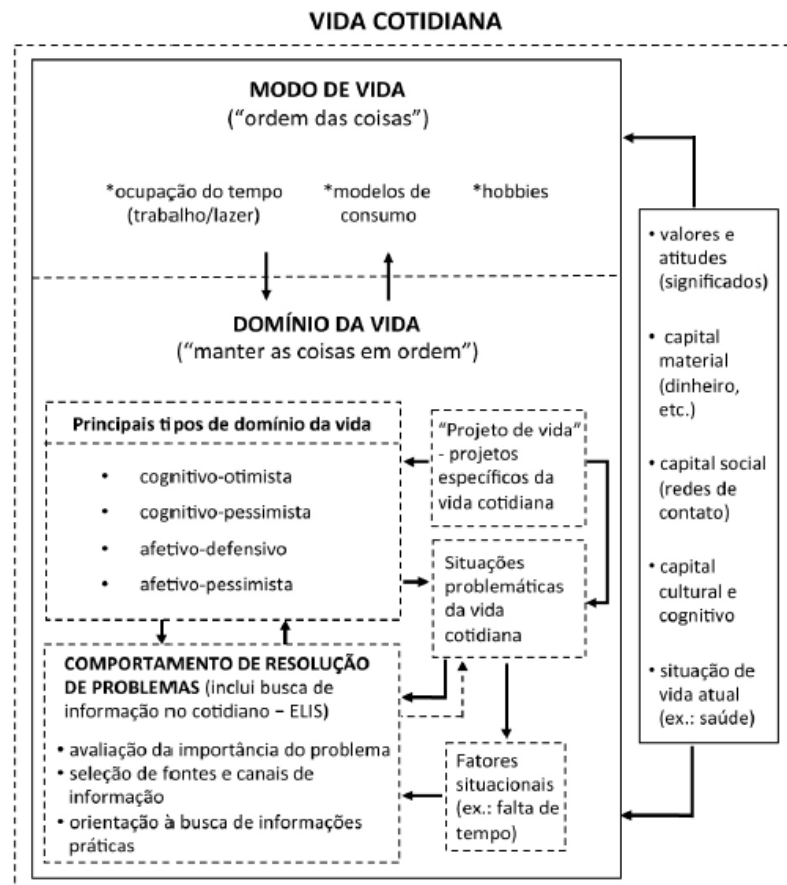 VIDA COTIDIANA
MODO DE VIDA
(“ordem das coisas”)
*ocupação do tempo
(trabalho/lazer)
*modelos de
consumo
*hobbies
DOMÍNIO DA VIDA
(“manter as coisas em ordem”)
Principais tipos de domínio da vida
• cognitivo-otimista
• cognitivo-pessimista
• afetivo-defensivo
• afetivo-pessimista
“Projeto de vida”
- projetos
específicos da
vida cotidiana
Situações
problemáticas
da vida
cotidiana
COMPORTAMENTO DE RESOLUÇÃO
DE PROBLEMAS (inclui busca de
informação no cotidiano – ELIS)
• avaliação da importância do problema
• seleção de fontes e canais de
informação
• orientação à busca de informações
práticas
Fatores
situacionais
(ex.: falta de
tempo)
• valores e
atitudes
(significados)
• capital
material
(dinheiro,
etc.)
• capital social
(redes de
contato)
• capital
cultural e
cognitivo
• situação de
vida atual
(ex.: saúde)